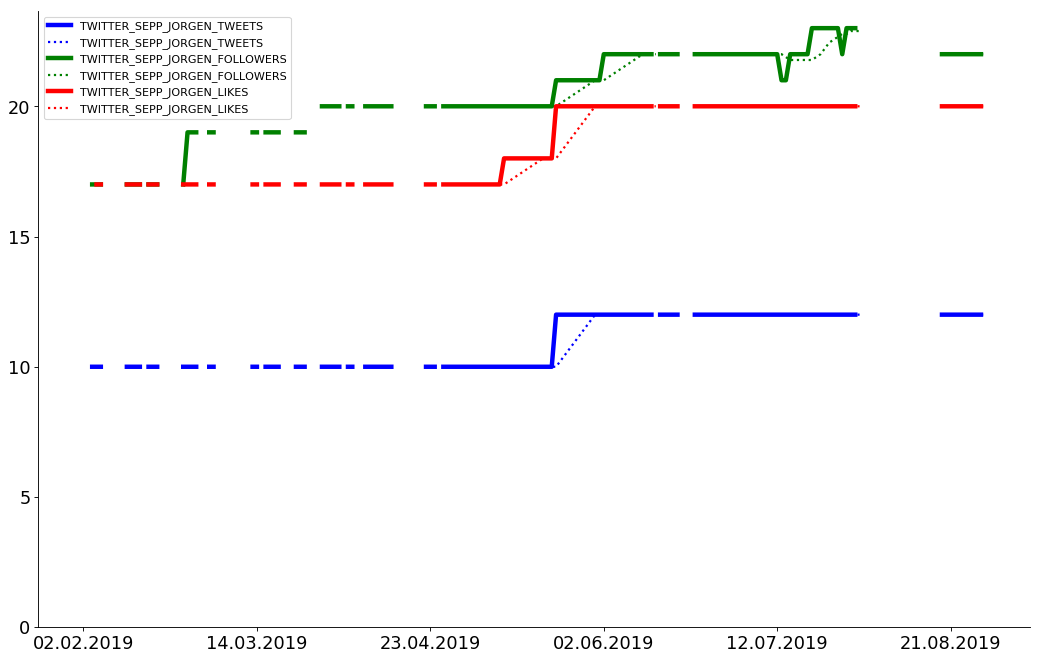 TWITTER_SEPP_JORGEN_TWEETS
TWITTER_SEPP_JORGEN_TWEETS
TWITTER_SEPP_JORGEN_FOLLOWERS
TWITTER_SEPP_JORGEN_FOLLOWERS
TWITTER_SEPP_JORGEN_LIKES
TWITTER_SEPP_JORGEN_LIKES
20
15
10
5
0
02.02.2019 14.03.2019 23.04.2019 02.06.2019 12.07.2019 21.08.2019